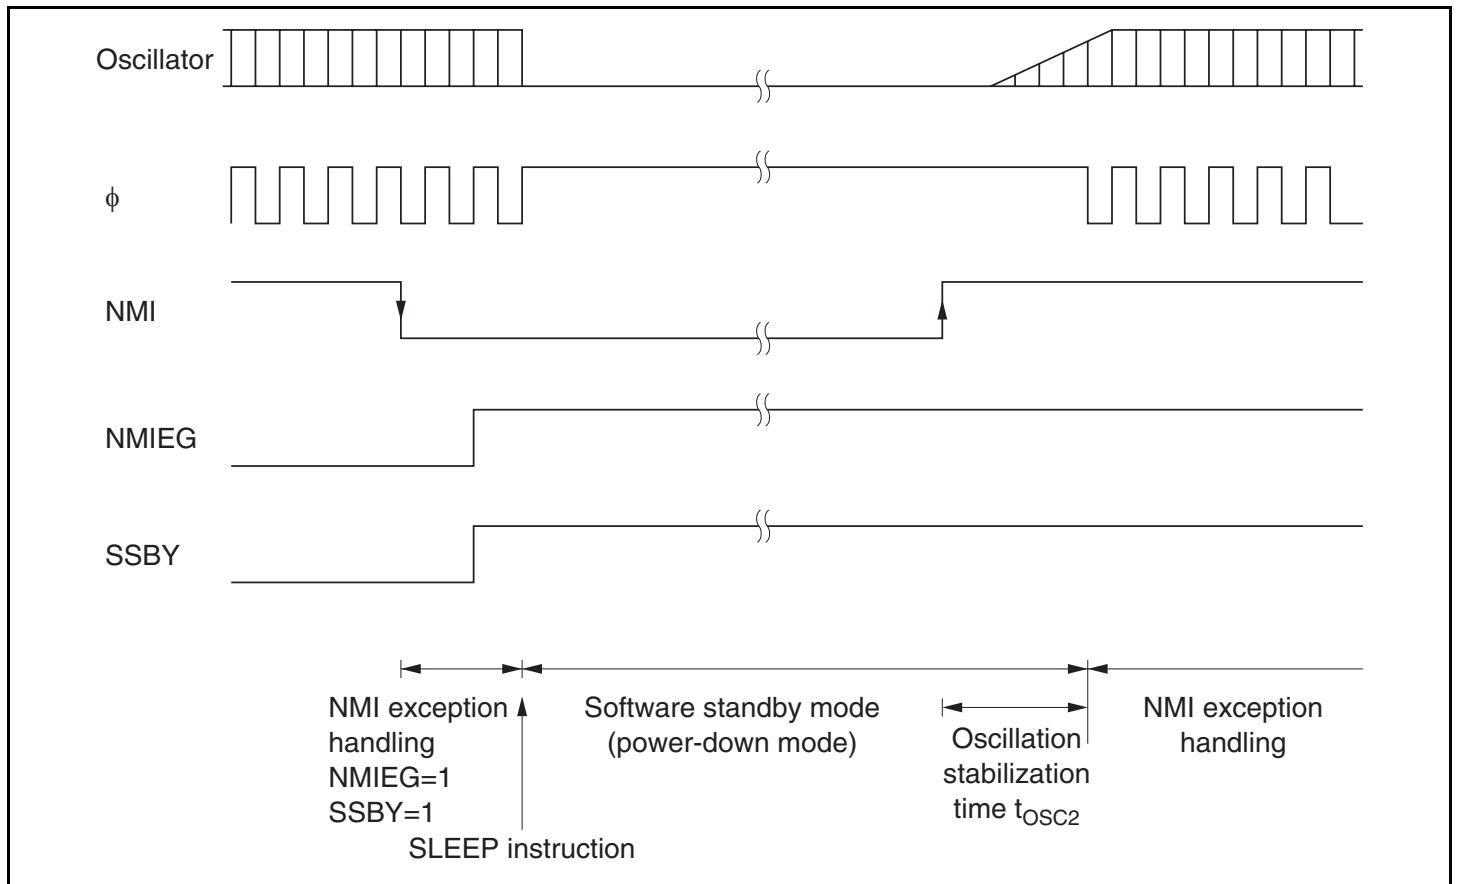 Oscillator
ϕ
NMI
NMIEG
SSBY
NMI exception
handling
NMIEG=1
SSBY=1
SLEEP instruction
Software standby mode
(power-down mode)
Oscillation
stabilization
time tOSC2
NMI exception
handling